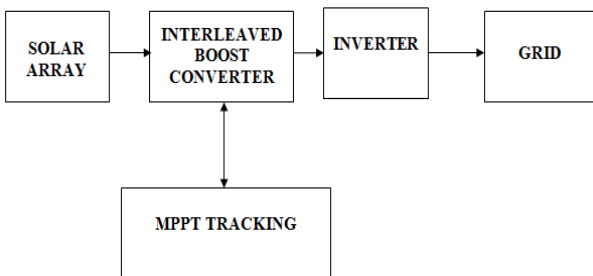 SOLAR
ARRAY
INTERLEAVED
BOOST
CONVERTER
INVERTER
GRID
MPPT TRACKING